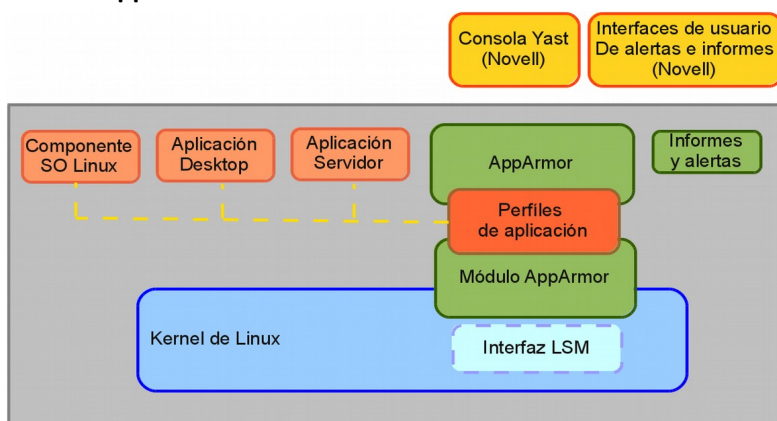 Consola Yast
(Novell)
Interfaces de usuario
De alertas e informes
(Novell)
Componente
SO Linux
Aplicación
Desktop
Aplicación
Servidor
AppArmor
Informes
y alertas
Perfíles
de aplicación
Módulo AppArmor
Kernel de Linux
Interfaz LSM